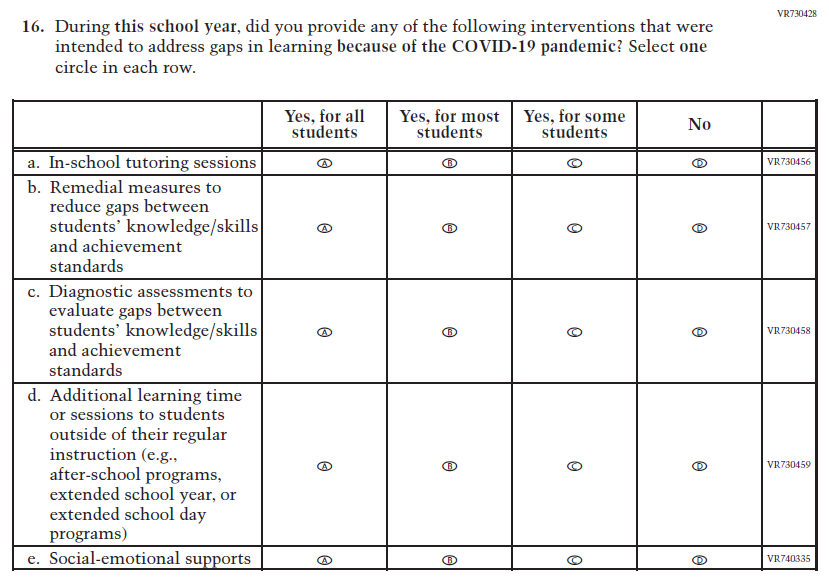 VR730428
16. During this school year, did you provide any of the following interventions that were
intended to address gaps in learning because of the COVID-19 pandemic? Select one
circle in each row.
Yes, for all
students
Yes, for most
students
Yes, for some
students
No
a. In-school tutoring sessions A B C D VR730456
b. Remedial measures to
reduce gaps between
students’ knowledge/skills
and achievement
standards
A B C D VR730457
c. Diagnostic assessments to
evaluate gaps between
students’ knowledge/skills
and achievement
standards
A B C D VR730458
d. Additional learning time
or sessions to students
outside of their regular
instruction (e.g.,
after-school programs,
extended school year, or
extended school day
programs)
A B C D VR730459
e. Social-emotional supports A B C D VR740335